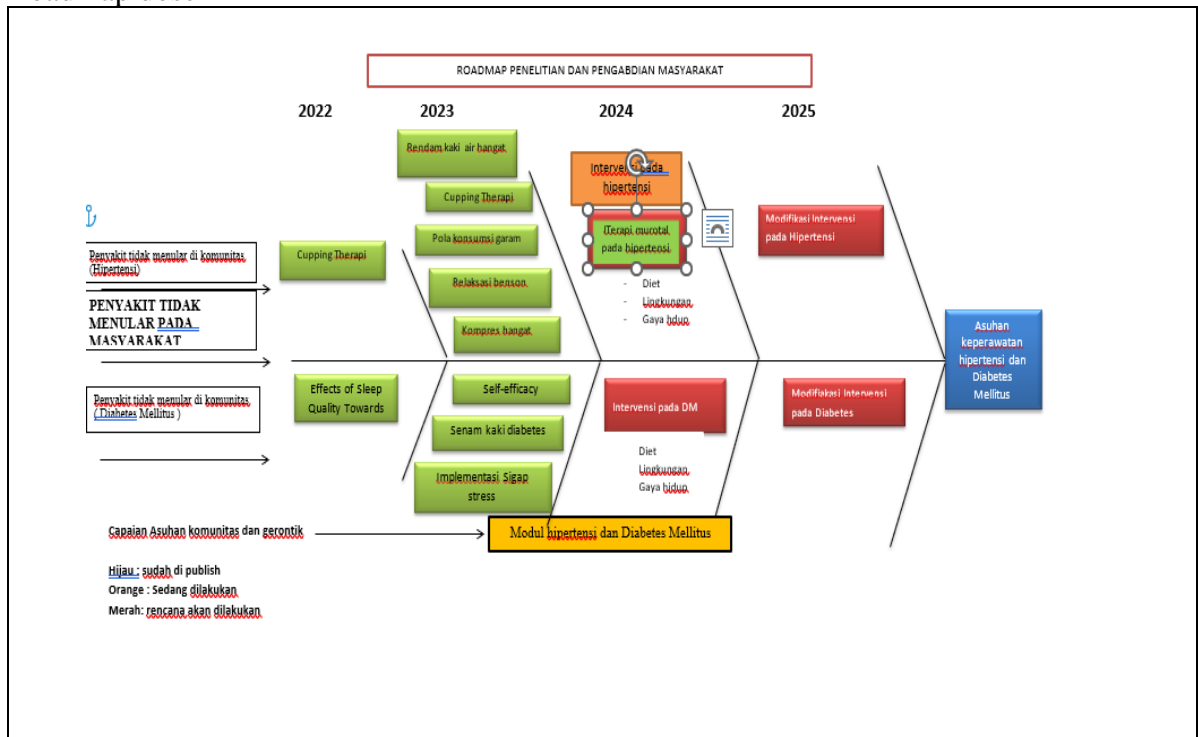 ROADMAP PENELITIAN DAN PENGABDIAN MASYARAKAT
2022
2023
2024
2025
Rendam kaki air hangat
Cupping Therapi
Pola konsumsi garam
Relaksasi benson
Kompres hangat
Cupping Therapi
Intervensi pada
hipertensi
Terapi murotal
pada hipertensi
- Diet
- Lingkungan
- Gaya hdup
Modifikasi Intervensi
pada Hipertensi
Penyakit tidak menular di komunitas
(Hipertensi)
PENYAKIT TIDAK
MENULAR PADA
MASYARAKAT
Penyakit tidak menular di komunitas
( Diabetes Mellitus )
Effects of Sleep
Quality Towards
Self-efficacy
Senam kaki diabetes
Implementasi Sigap
stress
Intervensi pada DM
Diet
Lingkungan
Gaya hidup
Modifiakasi Intervensi
pada Diabetes
Asuhan
keperawatan
hipertensi dan
Diabetes
Mellitus
Capaian Asuhan komunitas dan gerontik
Modul hipertensi dan Diabetes Mellitus
Hijau : sudah di publish
Orange : Sedang dilakukan
Merah: rencana akan dilakukan